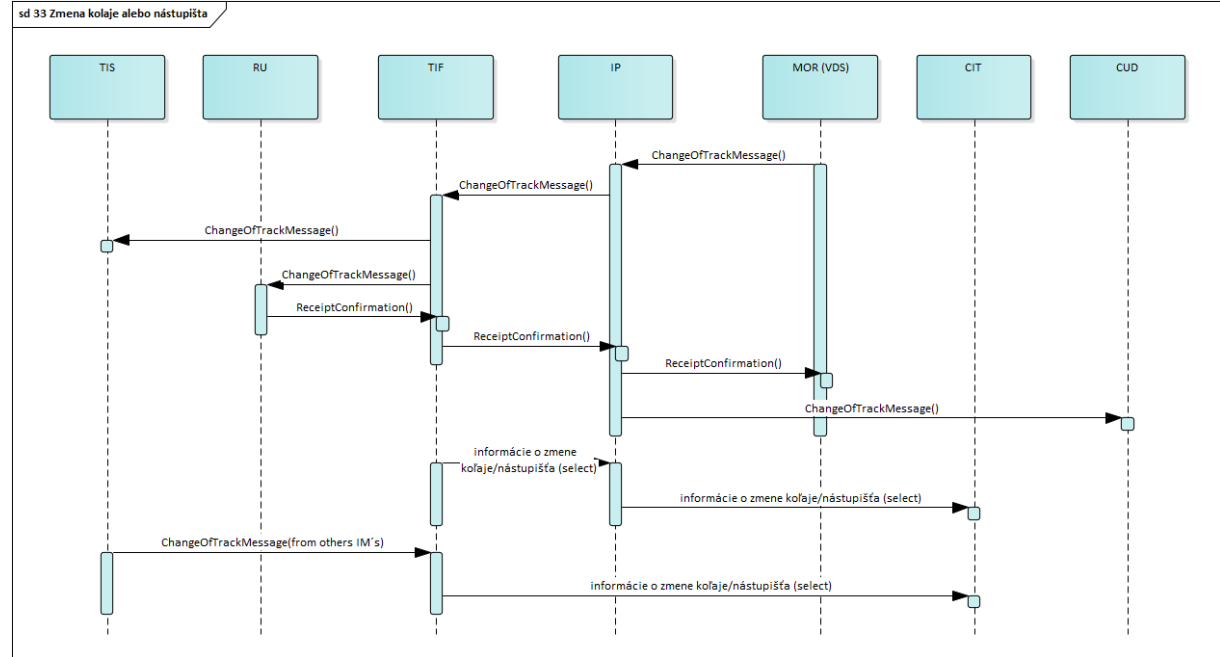 sd 33 Zmena kolaje alebo nástupišta
TIS
RU
TIF
IP
MOR (VDS)
CIT
CUD
ChangeOfTrackMessage()
ChangeOfTrackMessage()
ChangeOfTrackMessage()
ChangeOfTrackMessage()
ReceiptConfirmation()
ReceiptConfirmation()
ReceiptConfirmation()
ChangeOfTrackMessage()
informácie o zmene
koľaje/nástupišťa (select)
informácie o zmene koľaje/nástupišťa (select)
ChangeOfTrackMessage(from others IM´s)
informácie o zmene koľaje/nástupišťa (select)